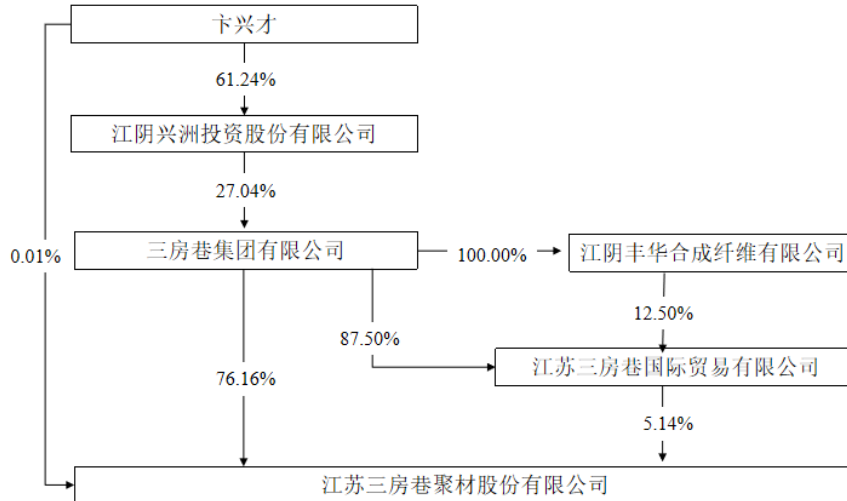 卞兴才
61.24%
江阴兴洲投资股份有限公司
27.04%
三房巷集团有限公司
0.01%
100.00%
江阴丰华合成纤维有限公司
12.50%
87.50%
江苏三房巷国际贸易有限公司
76.16%
5.14%
江苏三房巷聚材股份有限公司